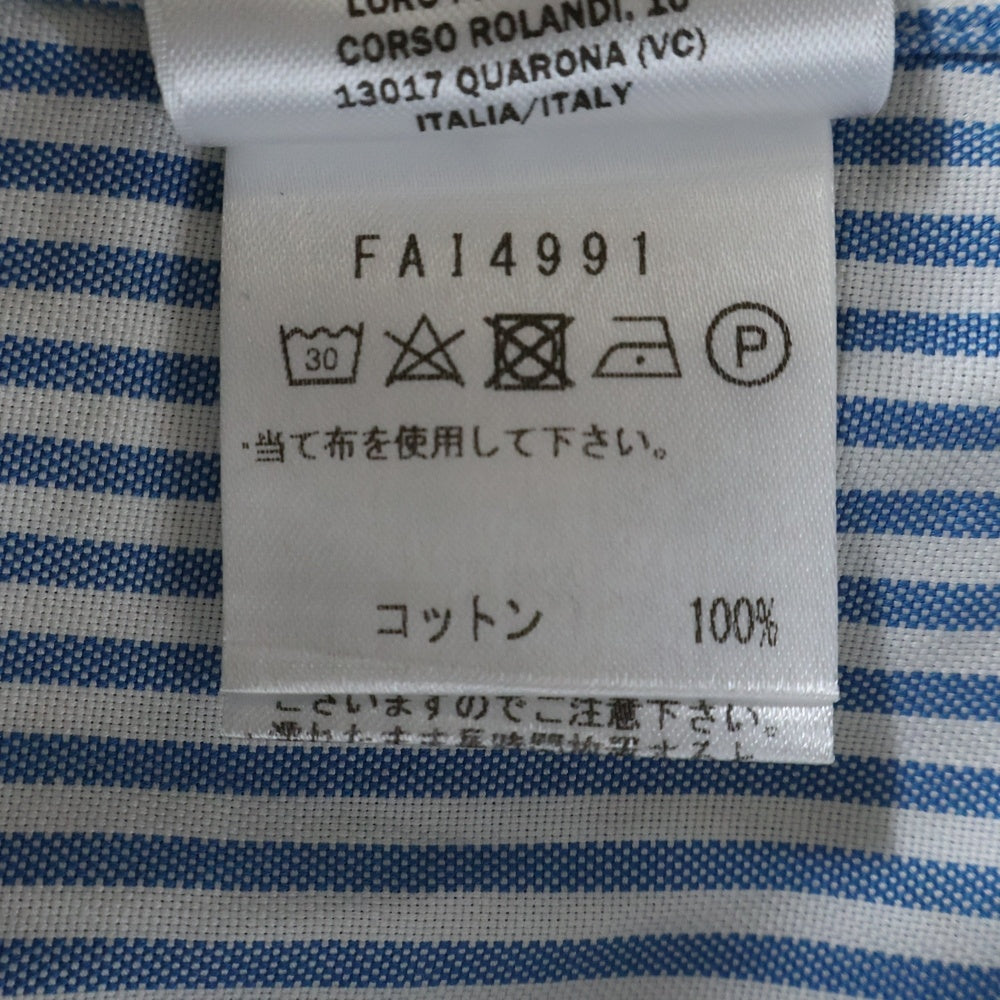 LORO
CORSO ROLANDI, 10
13017 QUARONA (VC)
ITALIA/ITALY
FAI4991
30
P
当て布を使用して下さい。
コットン 100%
ございますのでご注意下さい。